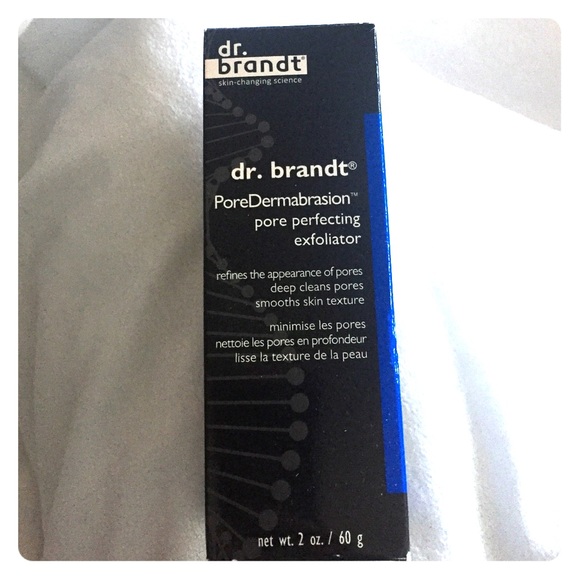 dr.
brandt®
skin-changing science
dr. brandt®
PoreDermabrasion™
pore perfecting
exfoliator
refines the appearance of pores
deep cleans pores
smooths skin texture
minimise les pores
nettoie les pores en profondeur
lisse la texture de la peau
net wt. 2 oz. / 60 g